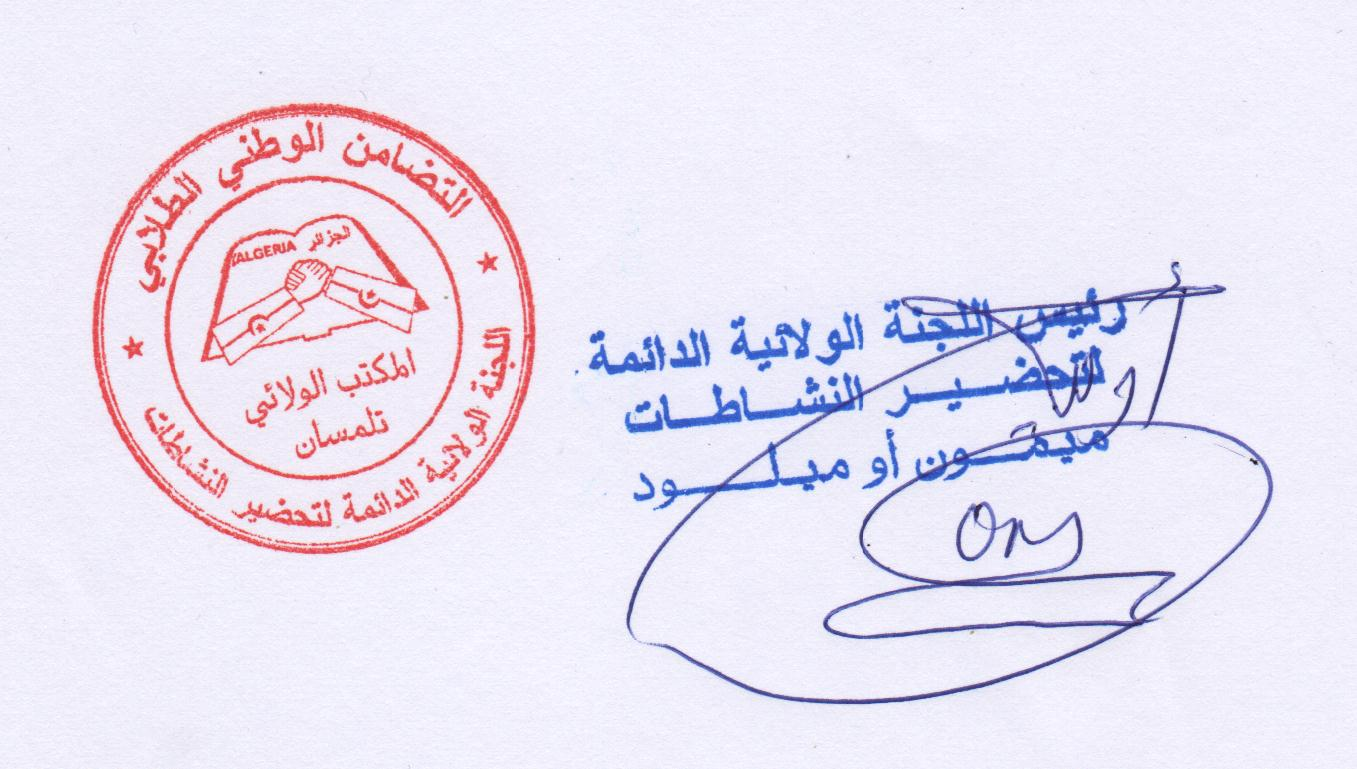 التضامن الوطني الطلابي
ALGERIA الجزائر
المكتب الولائي
تلمسان
اللجنة الولائية الدائمة لتحضير النشاطات
رئيس اللجنة الولائية الدائمة
لتحضير النشاطات
ميمون أو ميلود